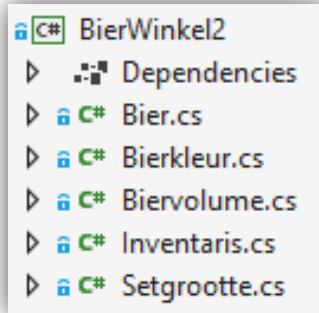 C# BierWinkel2
Dependencies
C# Bier.cs
C# Bierkleur.cs
C# Biervolume.cs
C# Inventaris.cs
C# Setgrootte.cs